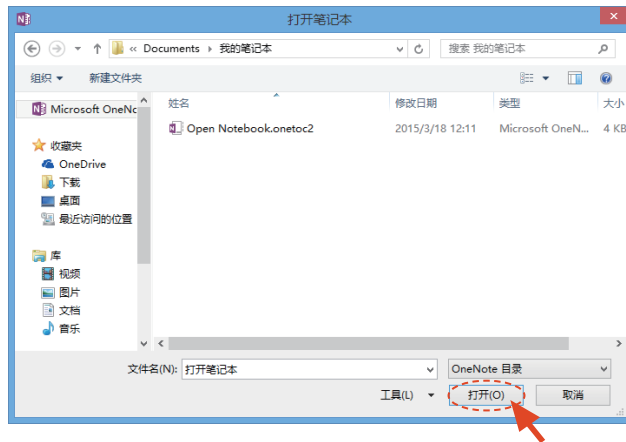 打开笔记本
« Documents › 我的笔记本
搜索 我的笔记本
组织 新建文件夹
Microsoft OneNo
姓名 修改日期 类型 大小
Open Notebook.onetoc2 2015/3/18 12:11 Microsoft OneN... 4 KB
收藏夹
OneDrive
下载
桌面
最近访问的位置
库
视频
图片
文档
音乐
文件名(N): 打开笔记本 OneNote 目录
工具(L) 打开(O) 取消